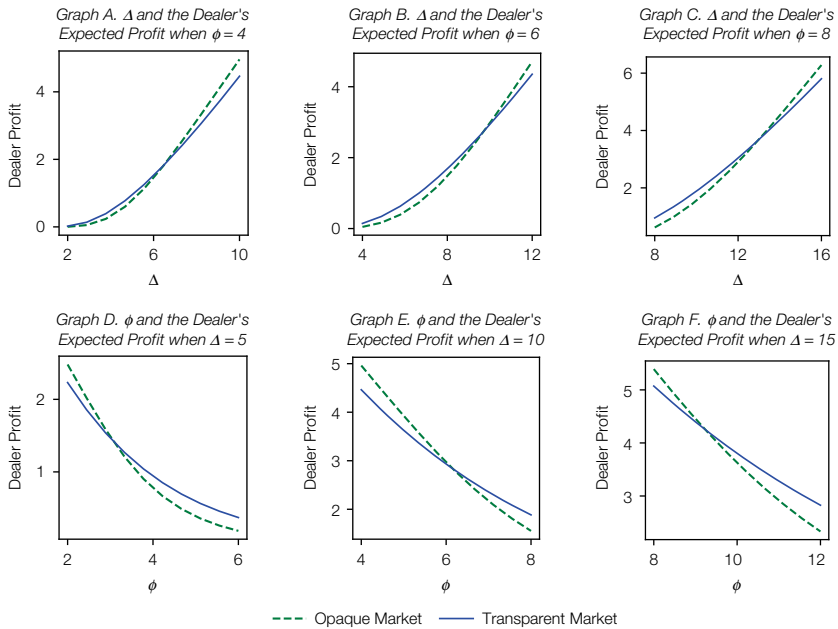 Graph A. Δ and the Dealer's
Expected Profit when ϕ = 4
Dealer Profit
4
2
0
2
6
10
Δ
Graph B. Δ and the Dealer's
Expected Profit when ϕ = 6
Dealer Profit
4
2
0
4
8
12
Δ
Graph C. Δ and the Dealer's
Expected Profit when ϕ = 8
Dealer Profit
6
4
2
8
12
16
Δ
Graph D. ϕ and the Dealer's
Expected Profit when Δ = 5
Dealer Profit
2
1
2
4
6
ϕ
Graph E. ϕ and the Dealer's
Expected Profit when Δ = 10
Dealer Profit
5
4
3
2
4
6
8
ϕ
Graph F. ϕ and the Dealer's
Expected Profit when Δ = 15
Dealer Profit
5
4
3
8
10
12
ϕ
Opaque Market
Transparent Market